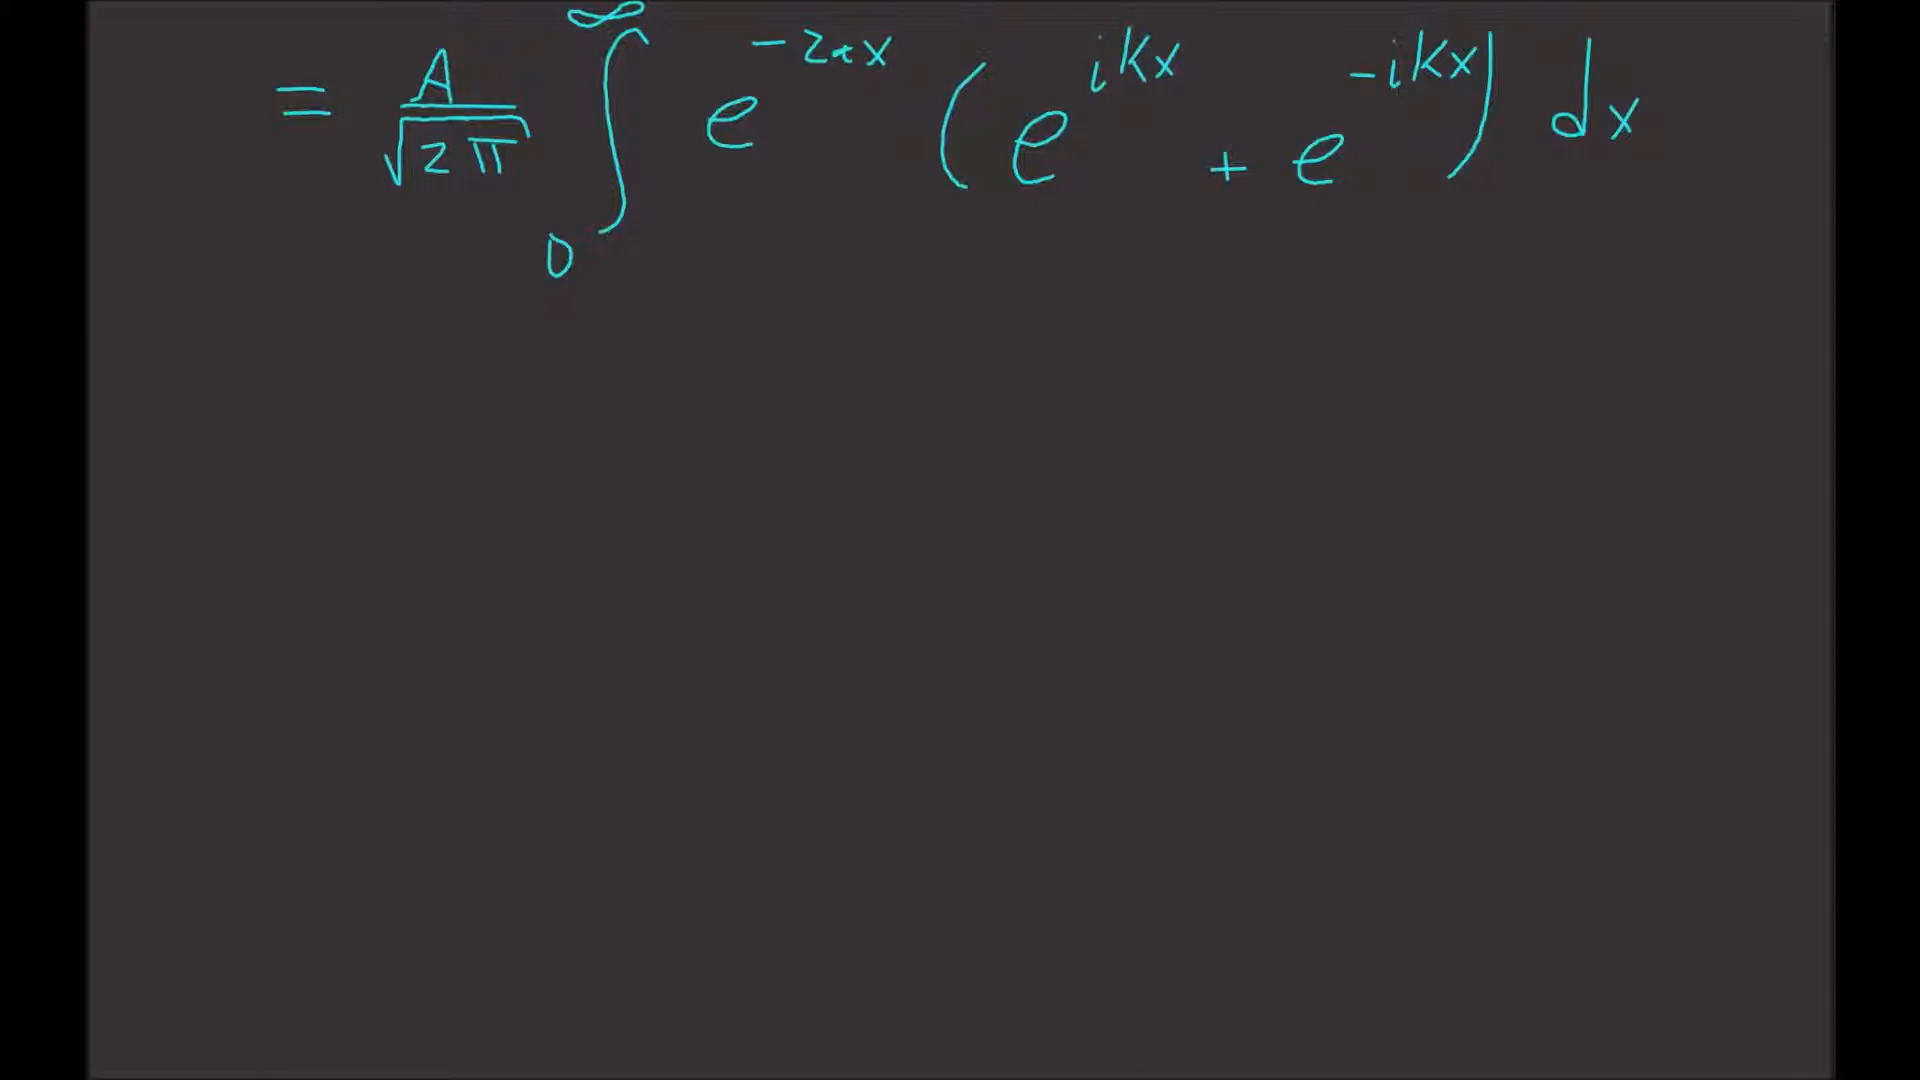 = A/√(2π) ∫₀^∞ e^(-2αx) (e^(ikx) + e^(-ikx)) dx